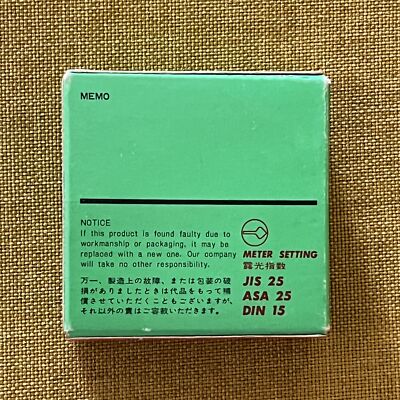 MEMO
NOTICE
If this product is found faulty due to
workmanship or packaging, it may be
replaced with a new one. Our company
will take no other responsibility.
万一、製造上の故障、または包装の破
損がありましたときは代品をもって補
償させていただくこともございますが、
それ以外の責はご容赦いただきます。
METER SETTING
露光指数
JIS 25
ASA 25
DIN 15